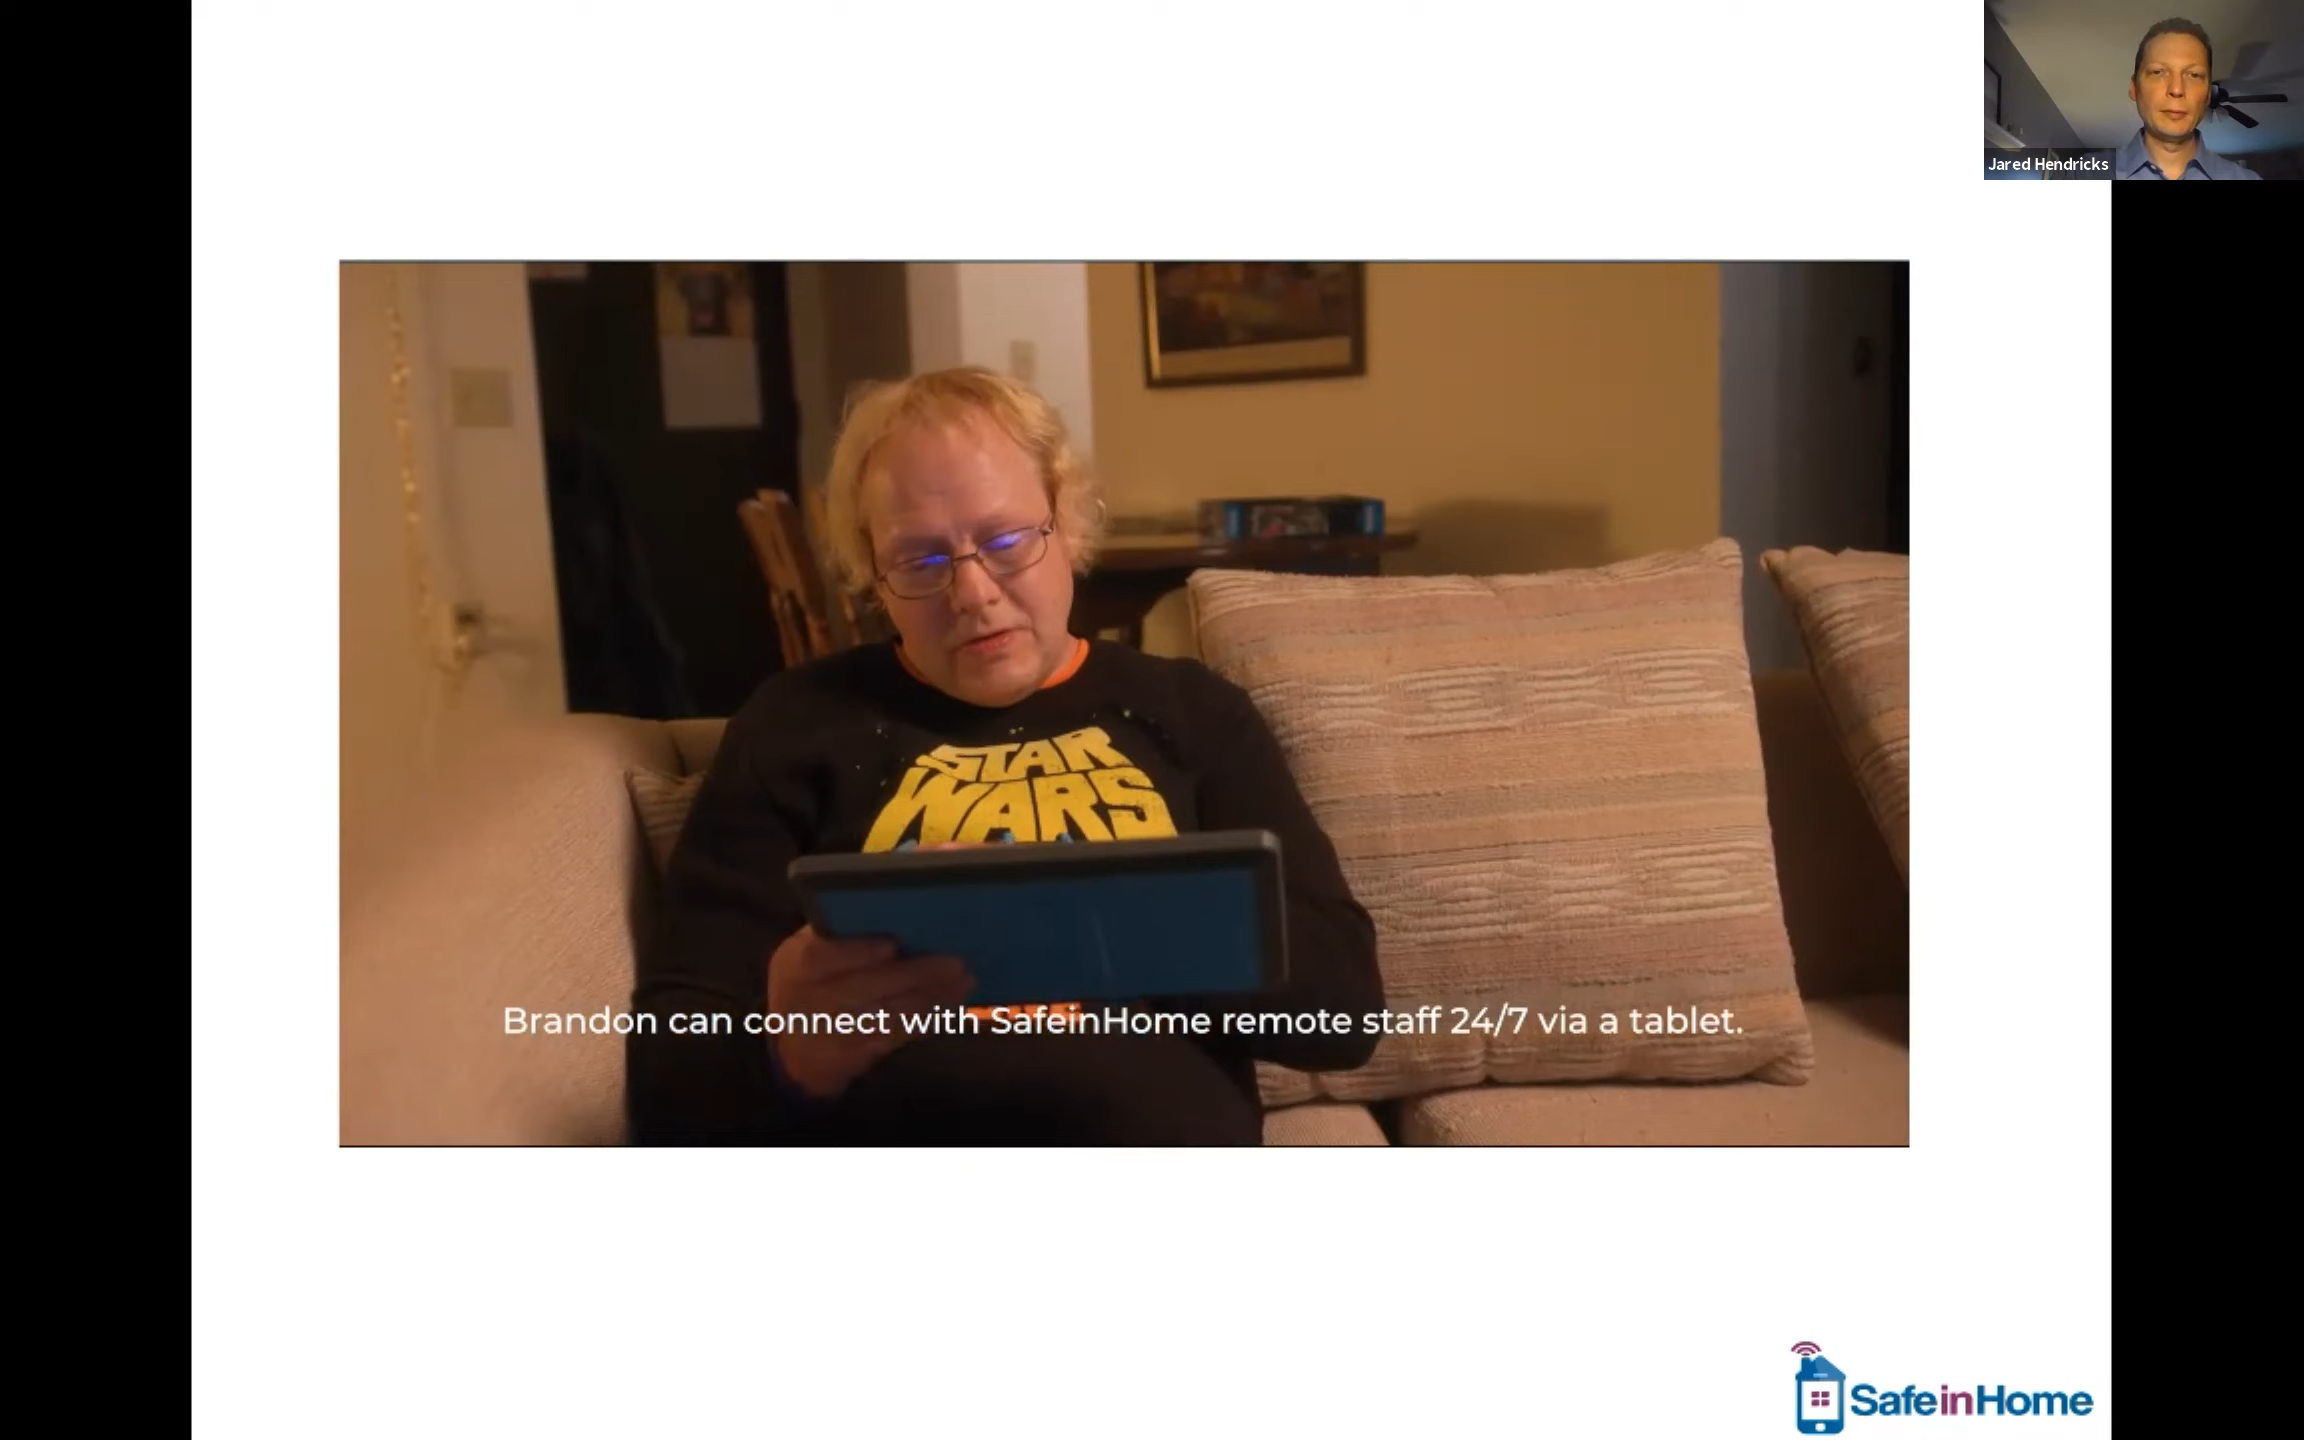 Jared Hendricks
STAR
WARS
Brandon can connect with SafeinHome remote staff 24/7 via a tablet.
SafeinHome